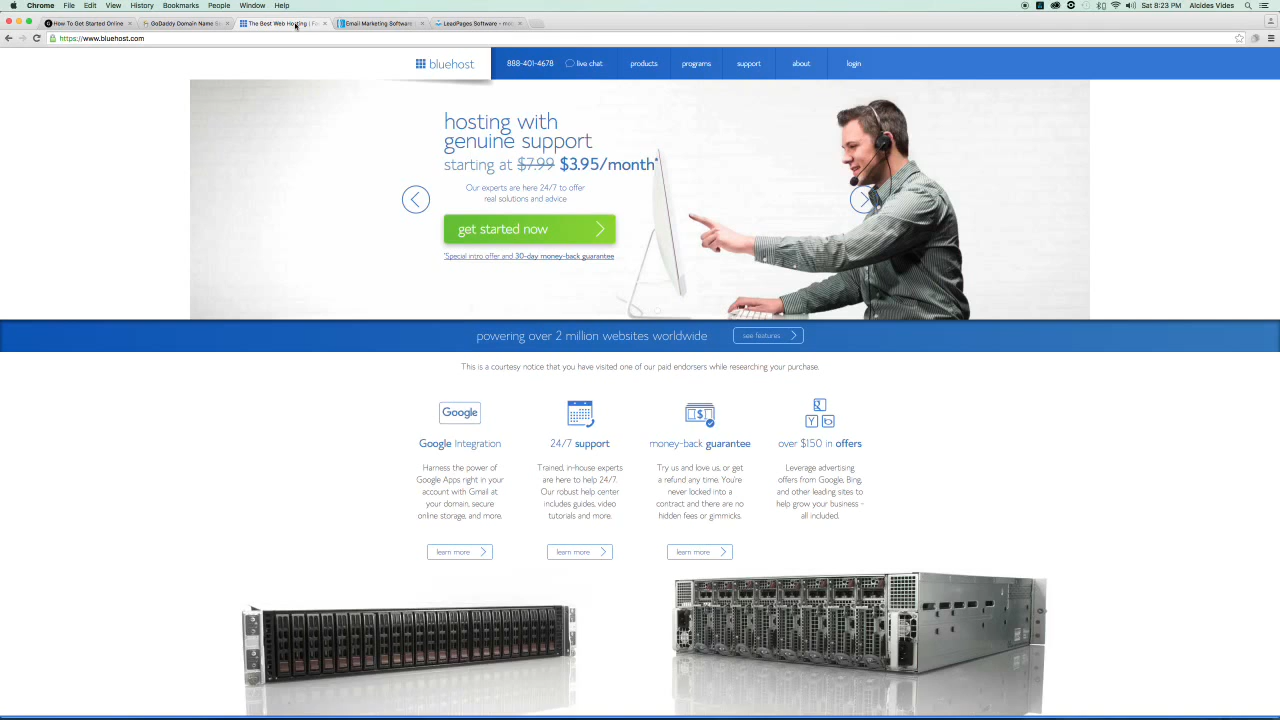 Chrome File Edit View History Bookmarks People Window Help
Sat 8:23 PM Alcides Vides
How To Get Started Online
GoDaddy Domain Name Se
The Best Web Hosting | Fas
Email Marketing Software
LeadPages Software
https://www.bluehost.com
bluehost
888-401-4678
live chat
products
programs
support
about
login
hosting with
genuine support
starting at $7.99 $3.95/month*
Our experts are here 24/7 to offer
real solutions and advice
get started now
*Special intro offer and 30-day money-back guarantee
powering over 2 million websites worldwide
see features
This is a courtesy notice that you have visited one of our paid endorsers while researching your purchase.
Google
Google Integration
Harness the power of
Google Apps right in your
account with Gmail at
your domain, secure
online storage, and more.
learn more
24/7 support
Trained, in-house experts
are here to help 24/7.
Our robust help center
includes guides, video
tutorials and more.
learn more
money-back guarantee
Try us and love us, or get
a refund any time. You're
never locked into a
contract and there are no
hidden fees or gimmicks.
learn more
over $150 in offers
Leverage advertising
offers from Google, Bing,
and other leading sites to
help grow your business –
all included.